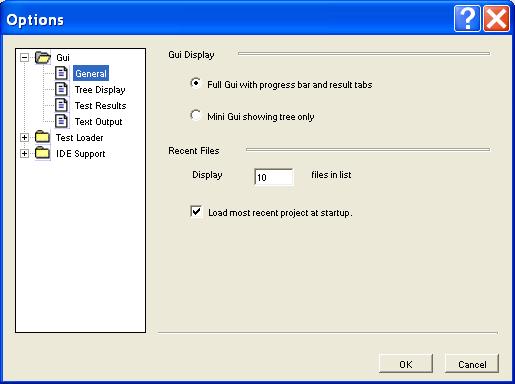 Options
?
Gui
General
Tree Display
Test Results
Text Output
Test Loader
IDE Support
Gui Display
Full Gui with progress bar and result tabs
Mini Gui showing tree only
Recent Files
Display 10 files in list
Load most recent project at startup.
OK Cancel